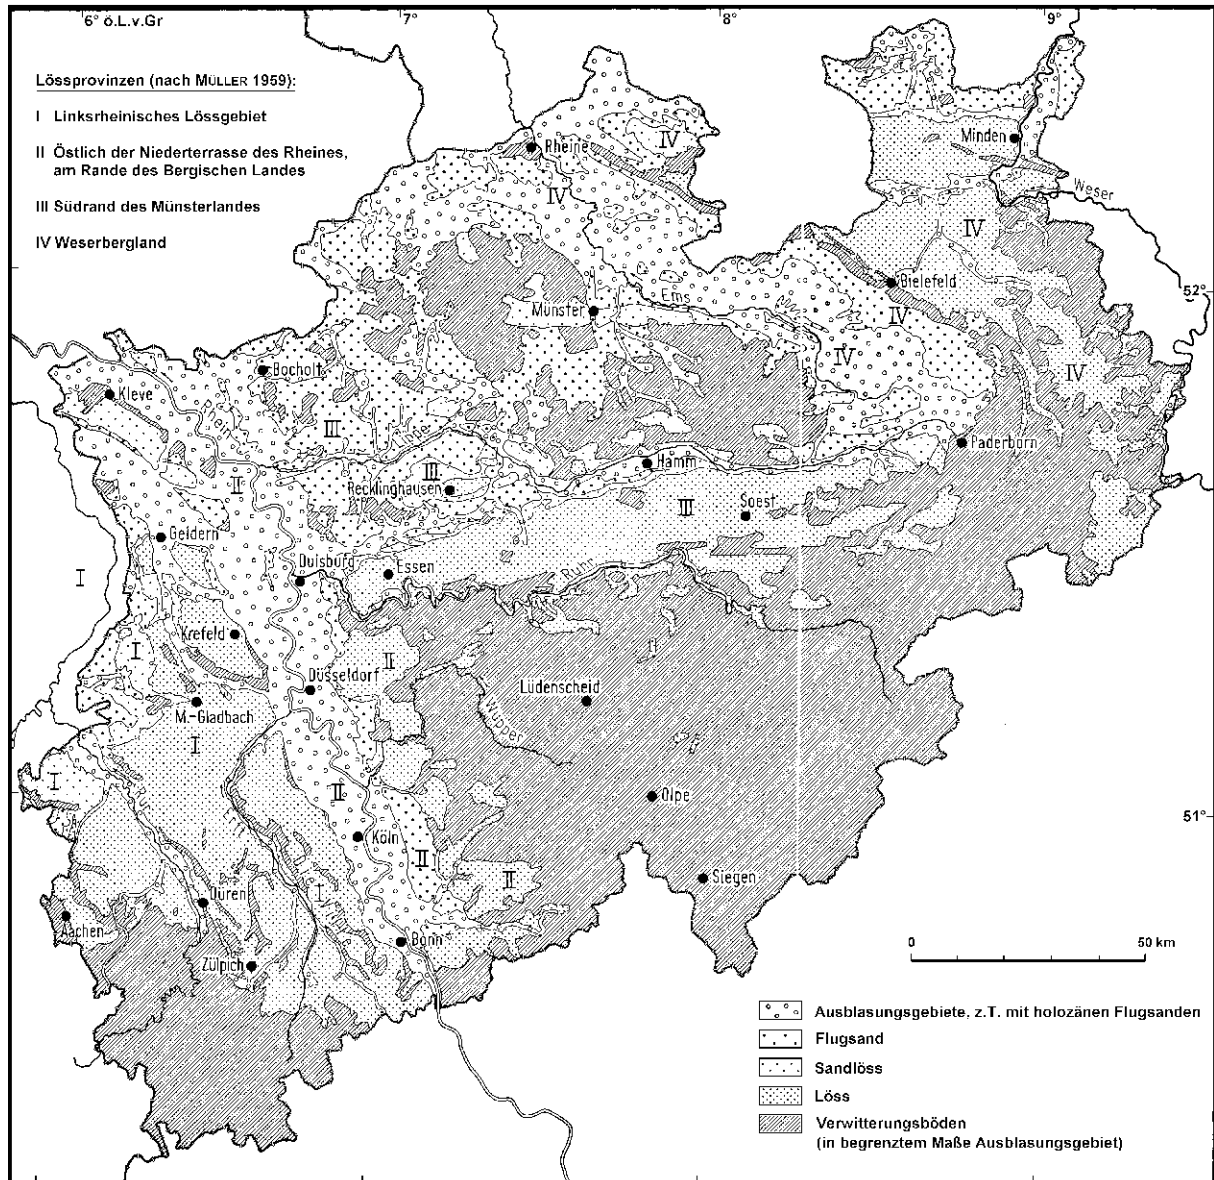 6° ö.L.v.Gr
7°
8°
9°
Lössprovinzen (nach MÜLLER 1959):
I Linksrheinisches Lössgebiet
II Östlich der Niederterrasse des Rheines,
am Rande des Bergischen Landes
III Südrand des Münsterlandes
IV Weserbergland
Minden
Rheine
IV
Weser
IV
IV
Bielefeld
52°
Ems
Münster
IV
IV
IV
Bocholt
Kleve
Rhein
III
Lippe
Paderborn
Hamm
III
II
Recklinghausen
III
Soest
Geldern
I
Duisburg
Essen
Ruhr
Krefeld
I
II
Düsseldorf
Lüdenscheid
M.-Gladbach
Wupper
I
I
II
Olpe
51°
Köln
II
II
Siegen
I
Düren
Aachen
Bonn
Zülpich
0
50 km
Ausblasungsgebiete, z.T. mit holozänen Flugsanden
Flugsand
Sandlöss
Löss
Verwitterungsböden
(in begrenztem Maße Ausblasungsgebiet)